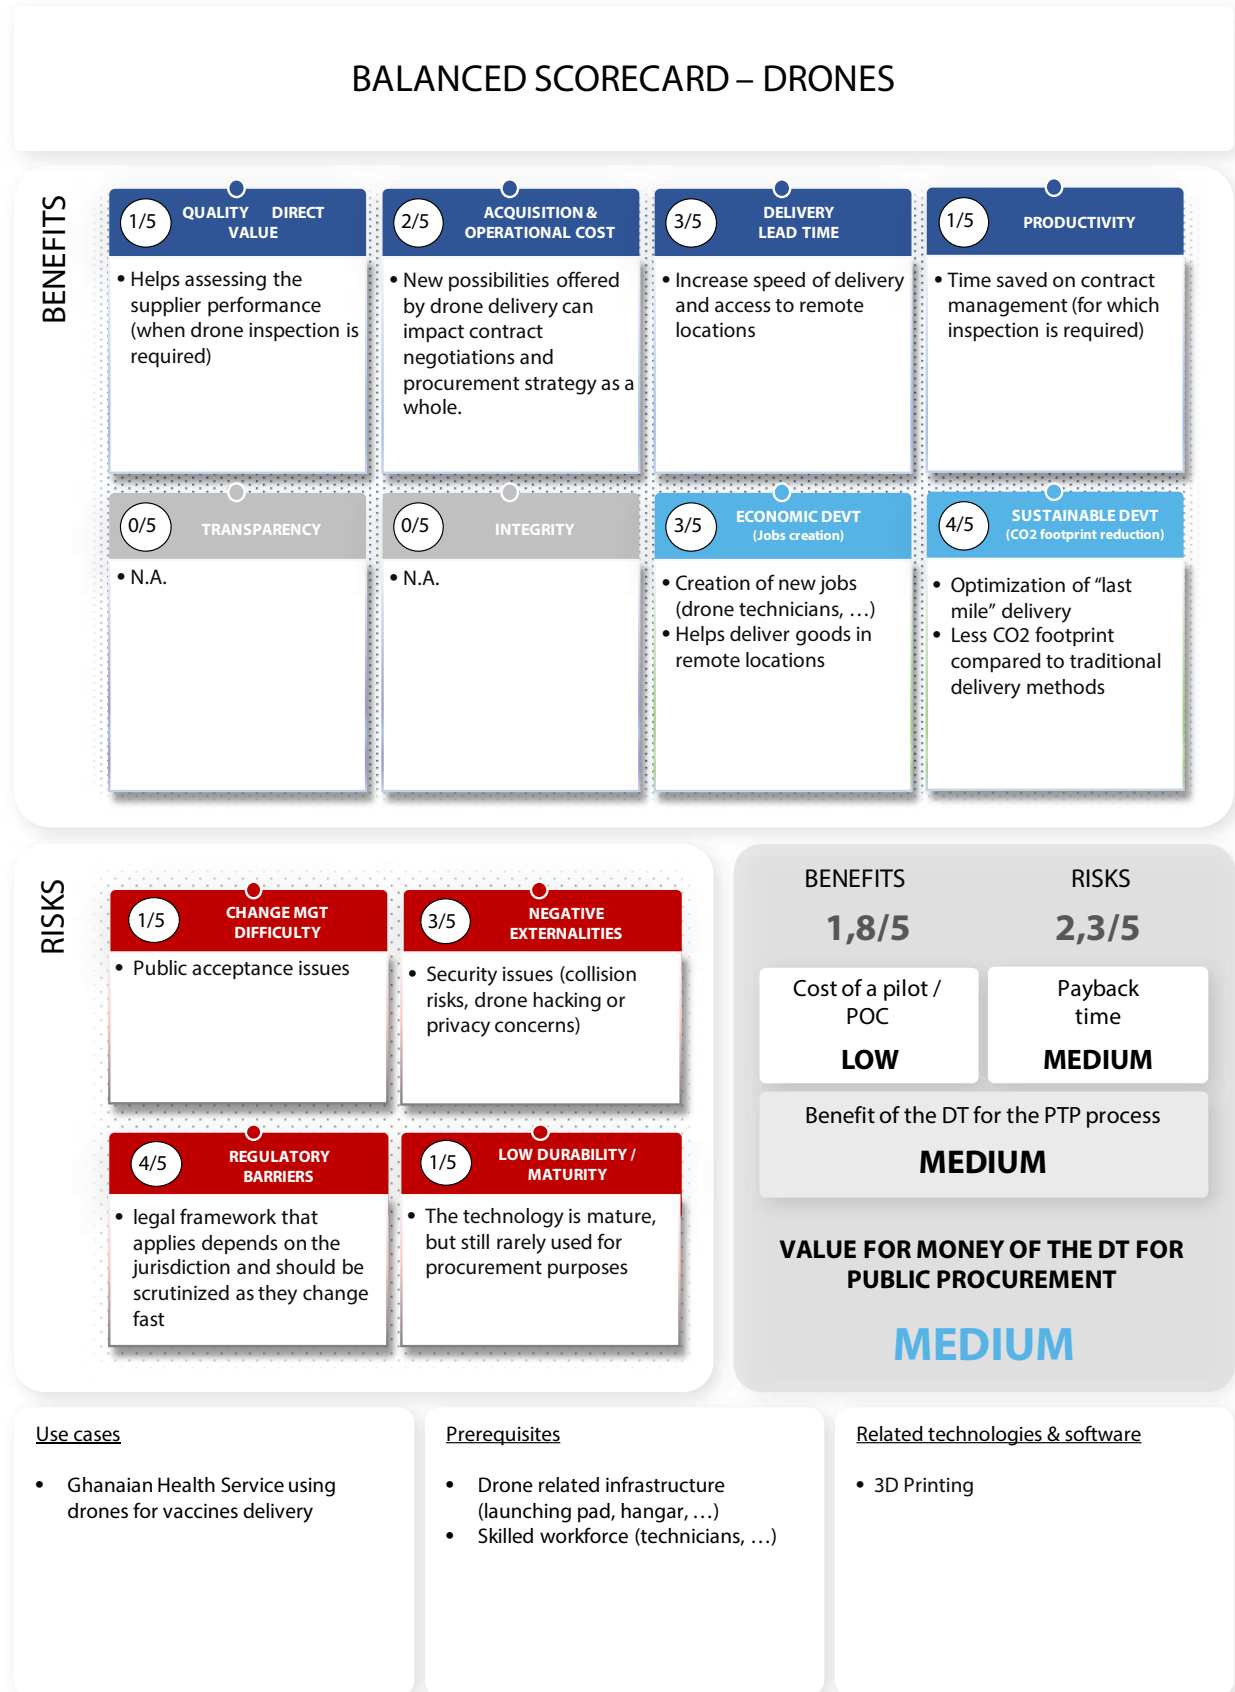 BALANCED SCORECARD – DRONES
BENEFITS
1/5
QUALITY DIRECT
VALUE
• Helps assessing the
supplier performance
(when drone inspection is
required)
2/5
ACQUISITION &
OPERATIONAL COST
• New possibilities offered
by drone delivery can
impact contract
negotiations and
procurement strategy as a
whole.
3/5
DELIVERY
LEAD TIME
• Increase speed of delivery
and access to remote
locations
1/5
PRODUCTIVITY
• Time saved on contract
management (for which
inspection is required)
0/5
TRANSPARENCY
• N.A.
0/5
INTEGRITY
• N.A.
3/5
ECONOMIC DEVT
(Jobs creation)
• Creation of new jobs
(drone technicians, …)
• Helps deliver goods in
remote locations
4/5
SUSTAINABLE DEVT
(CO2 footprint reduction)
• Optimization of “last
mile” delivery
• Less CO2 footprint
compared to traditional
delivery methods
RISKS
1/5
CHANGE MGT
DIFFICULTY
• Public acceptance issues
3/5
NEGATIVE
EXTERNALITIES
• Security issues (collision
risks, drone hacking or
privacy concerns)
4/5
REGULATORY
BARRIERS
• legal framework that
applies depends on the
jurisdiction and should be
scrutinized as they change
fast
1/5
LOW DURABILITY /
MATURITY
• The technology is mature,
but still rarely used for
procurement purposes
BENEFITS
1,8/5
RISKS
2,3/5
Cost of a pilot /
POC
LOW
Payback
time
MEDIUM
Benefit of the DT for the PTP process
MEDIUM
VALUE FOR MONEY OF THE DT FOR
PUBLIC PROCUREMENT
MEDIUM
Use cases
• Ghanaian Health Service using
drones for vaccines delivery
Prerequisites
• Drone related infrastructure
(launching pad, hangar, …)
• Skilled workforce (technicians, …)
Related technologies & software
• 3D Printing